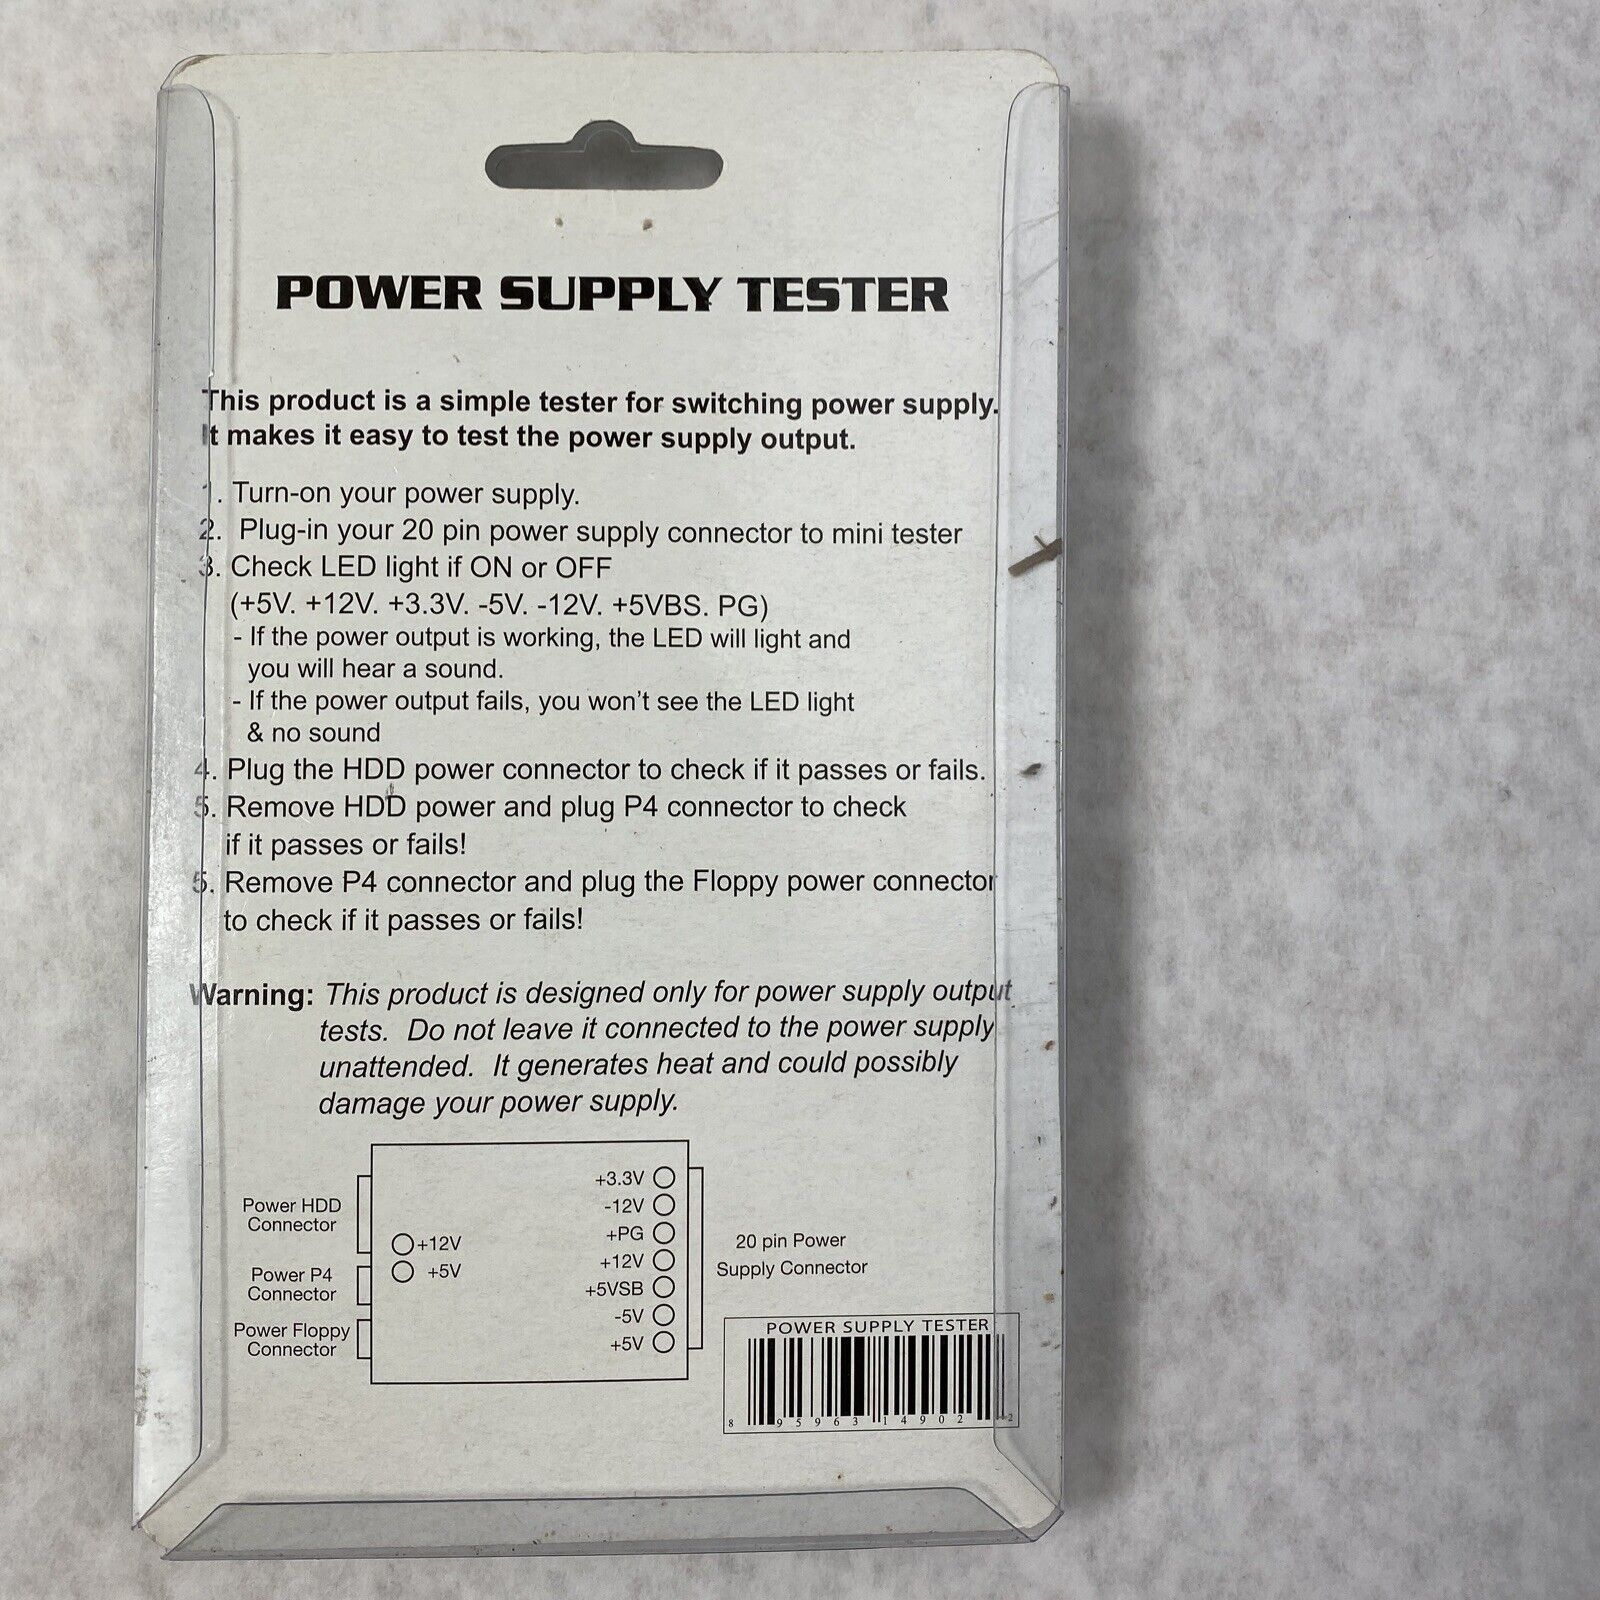 POWER SUPPLY TESTER
This product is a simple tester for switching power supply.
It makes it easy to test the power supply output.
1. Turn-on your power supply.
2. Plug-in your 20 pin power supply connector to mini tester
3. Check LED light if ON or OFF
(+5V. +12V. +3.3V. -5V. -12V. +5VBS. PG)
- If the power output is working, the LED will light and
you will hear a sound.
- If the power output fails, you won't see the LED light
& no sound
4. Plug the HDD power connector to check if it passes or fails.
5. Remove HDD power and plug P4 connector to check
if it passes or fails!
5. Remove P4 connector and plug the Floppy power connector
to check if it passes or fails!
Warning: This product is designed only for power supply output
tests. Do not leave it connected to the power supply
unattended. It generates heat and could possibly
damage your power supply.
Power HDD
Connector
Power P4
Connector
Power Floppy
Connector
+12V
+5V
+3.3V
-12V
+PG
+12V
+5VSB
-5V
+5V
20 pin Power
Supply Connector
POWER SUPPLY TESTER
8 95963 14902 2